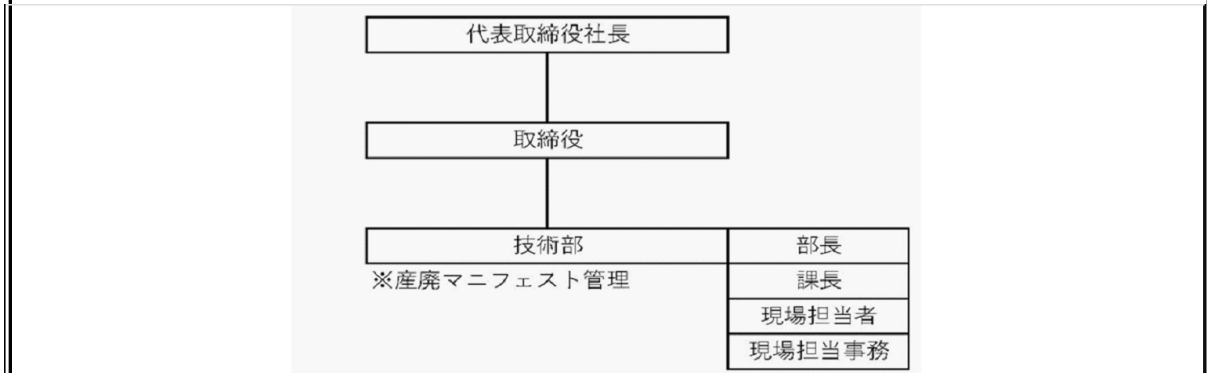 代表取締役社長
取締役
技術部 部長
※産廃マニフェスト管理 課長
現場担当者
現場担当事務